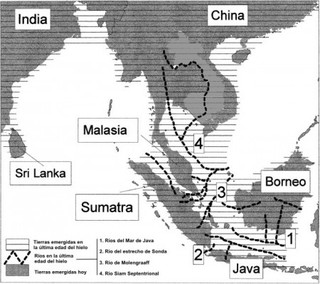 India
China
4
Malasia
Sri Lanka
3
Borneo
Sumatra
1
2
Java
Tierras emergidas en
la última edad del hielo
Ríos en la última
edad del hielo
Tierras emergidas hoy
1. Ríos del Mar de Java
2. Río del estrecho de Sonda
3. Río de Molengraeff
4. Río Siam Septentrional